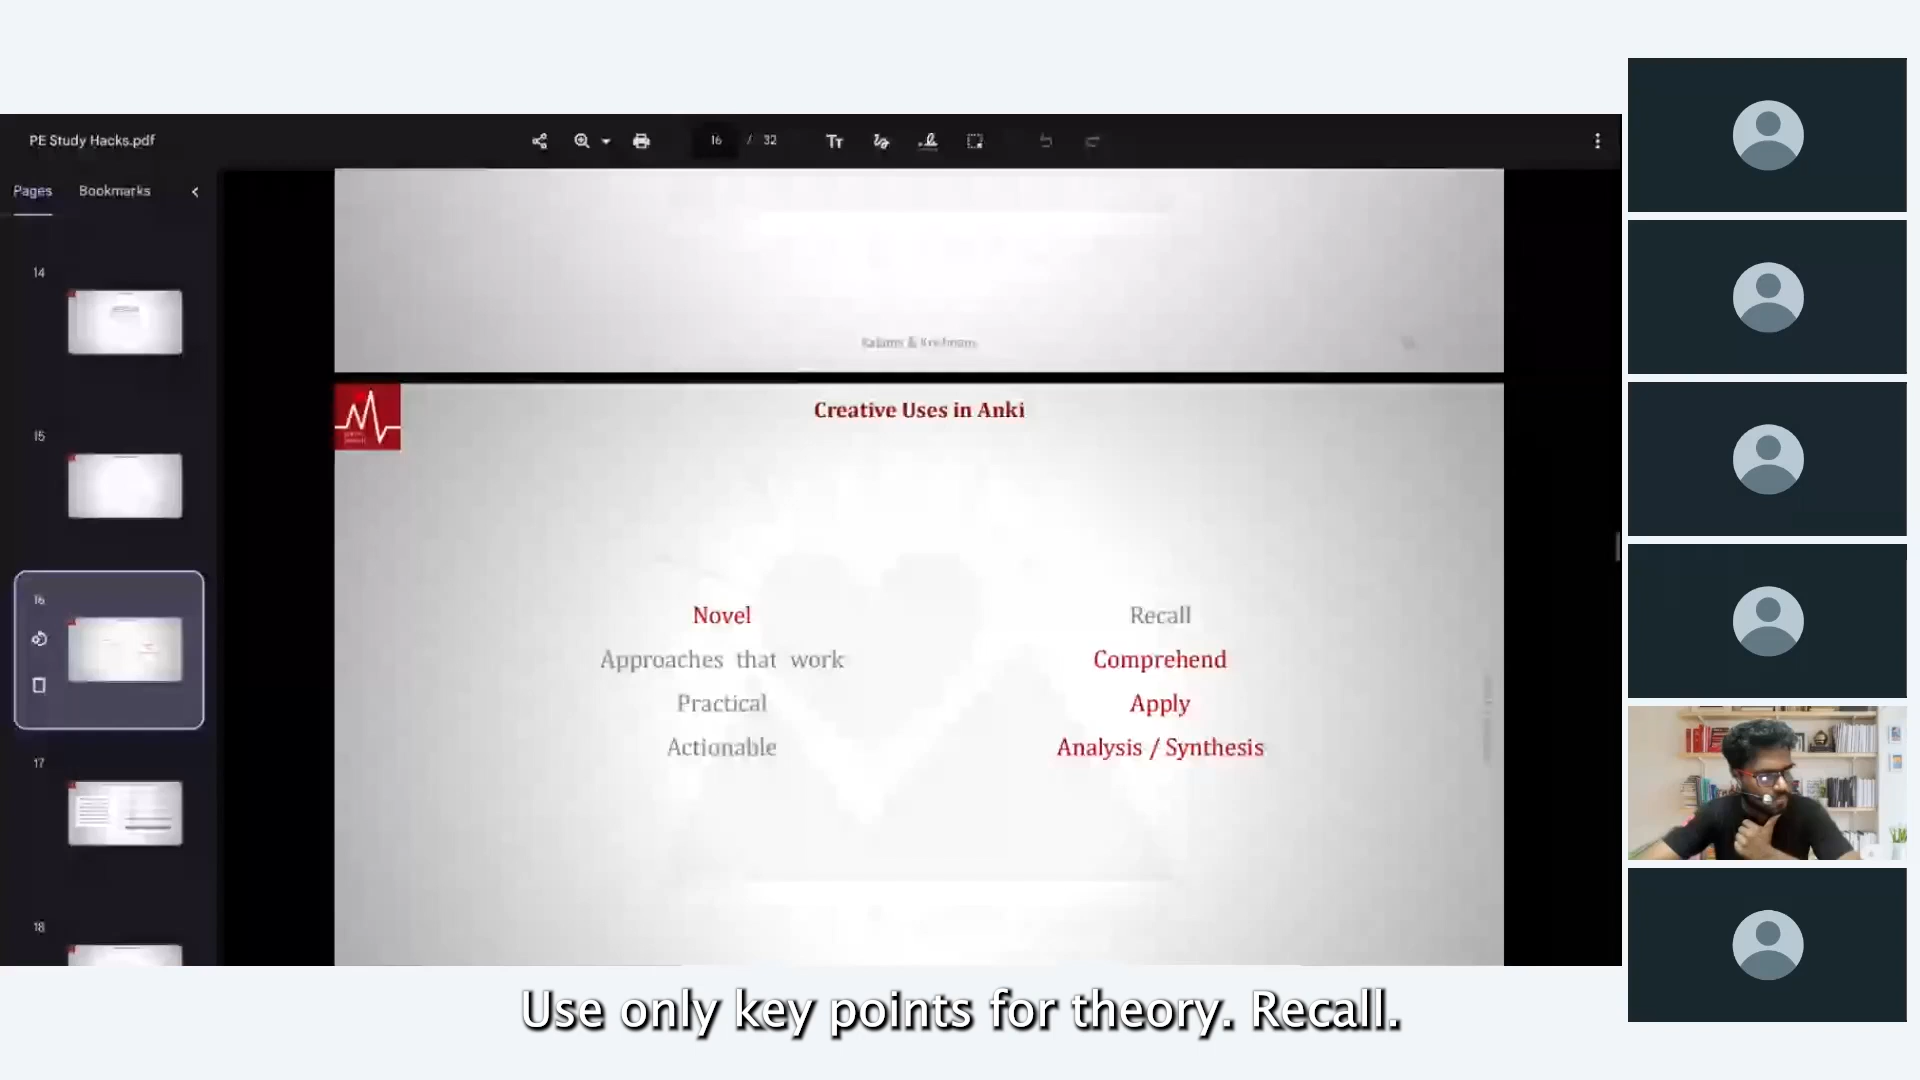 PE Study Hacks.pdf
16 / 32
Pages Bookmarks
14
15
16
17
18
Creative Uses in Anki
Novel
Approaches that work
Practical
Actionable
Recall
Comprehend
Apply
Analysis / Synthesis
Use only key points for theory. Recall.